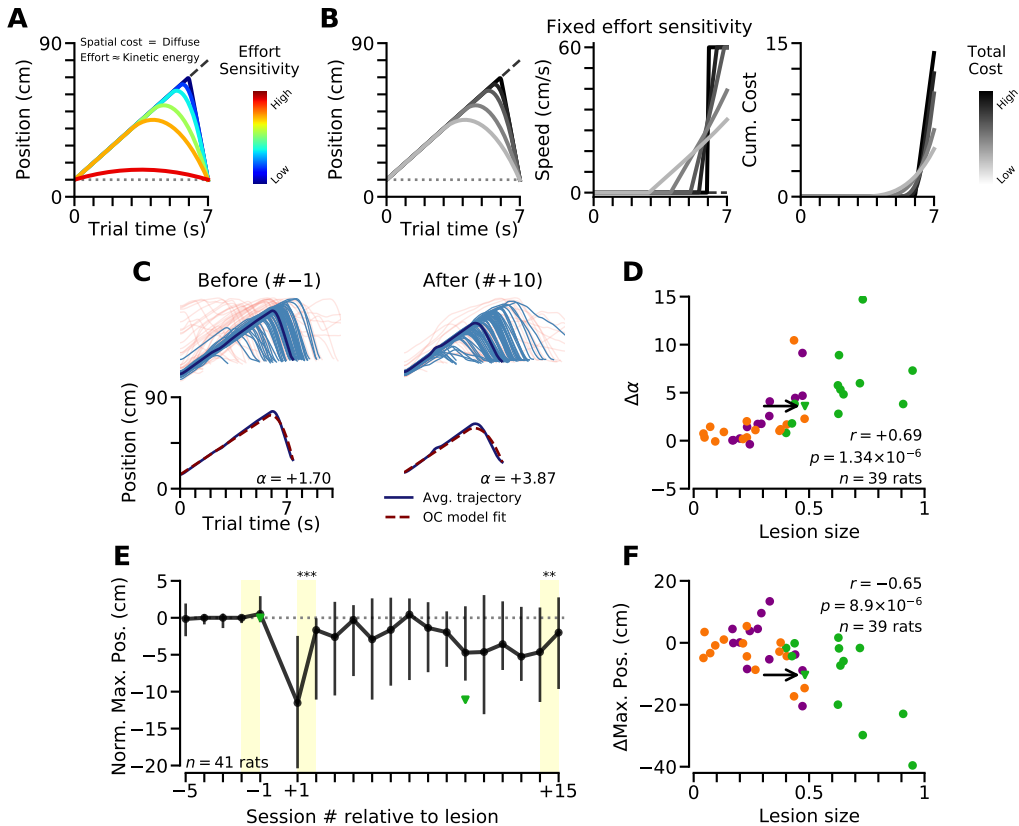 A
Spatial cost = Diffuse
Effort ≈ Kinetic energy
90
0
Position (cm)
0
7
Trial time (s)
Effort
Sensitivity
High
Low
B
Fixed effort sensitivity
90
0
Position (cm)
0
7
Trial time (s)
60
0
Speed (cm/s)
0
7
15
0
Cum. Cost
0
7
Total
Cost
High
Low
C
Before (#−1)
After (#+10)
90
0
Position (cm)
α = +1.70
α = +3.87
0
7
Trial time (s)
Avg. trajectory
OC model fit
D
15
10
5
0
−5
Δα
r = +0.69
p = 1.34×10−6
n = 39 rats
0
0.5
1
Lesion size
E
5
0
−5
−10
−15
−20
Norm. Max. Pos. (cm)
***
**
n = 41 rats
−5
−1
+1
+15
Session # relative to lesion
F
20
0
−20
−40
ΔMax. Pos. (cm)
r = −0.65
p = 8.9×10−6
n = 39 rats
0
0.5
1
Lesion size